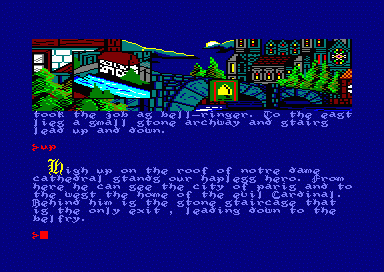 took the job as bell-ringer. To the east
lies a small stone archway and stairs
lead up and down.
>up
High up on the roof of notre dame
cathedral stands our hapless hero. From
here he can see the city of paris and to
the west the home of the evil Cardinal.
Behind him is the stone staircase that
is the only exit , leading down to the
belfry.
>